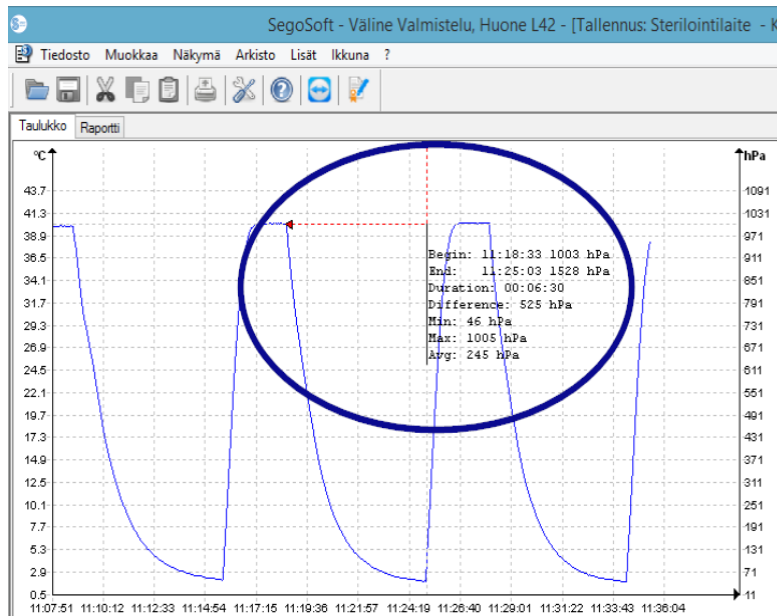 SegoSoft - Väline Valmistelu, Huone L42 - [Tallennus: Sterilointilaite - K
Tiedosto Muokkaa Näkymä Arkisto Lisät Ikkuna ?
Taulukko Raportti
°C hPa
43.7 1091
41.3 1031
38.9 971
36.5 911
34.1 851
31.7 791
29.3 731
26.9 671
24.5 611
22.1 551
19.7 491
17.3 431
14.9 371
12.5 311
10.1 251
7.7 191
5.3 131
2.9 71
0.5 11
Begin: 11:18:33 1003 hPa
End: 11:25:03 1528 hPa
Duration: 00:06:30
Difference: 525 hPa
Min: 46 hPa
Max: 1005 hPa
Avg: 245 hPa
11:07:51 11:10:12 11:12:33 11:14:54 11:17:15 11:19:36 11:21:57 11:24:19 11:26:40 11:29:01 11:31:22 11:33:43 11:36:04